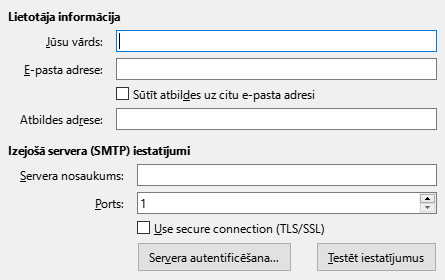 Lietotāja informācija
Jūsu vārds:
E-pasta adrese:
Sūtīt atbildes uz citu e-pasta adresi
Atbildes adrese:
Izejošā servera (SMTP) iestatījumi
Servera nosaukums:
Ports: 1
Use secure connection (TLS/SSL)
Servera autentificēšana... Testēt iestatījumus